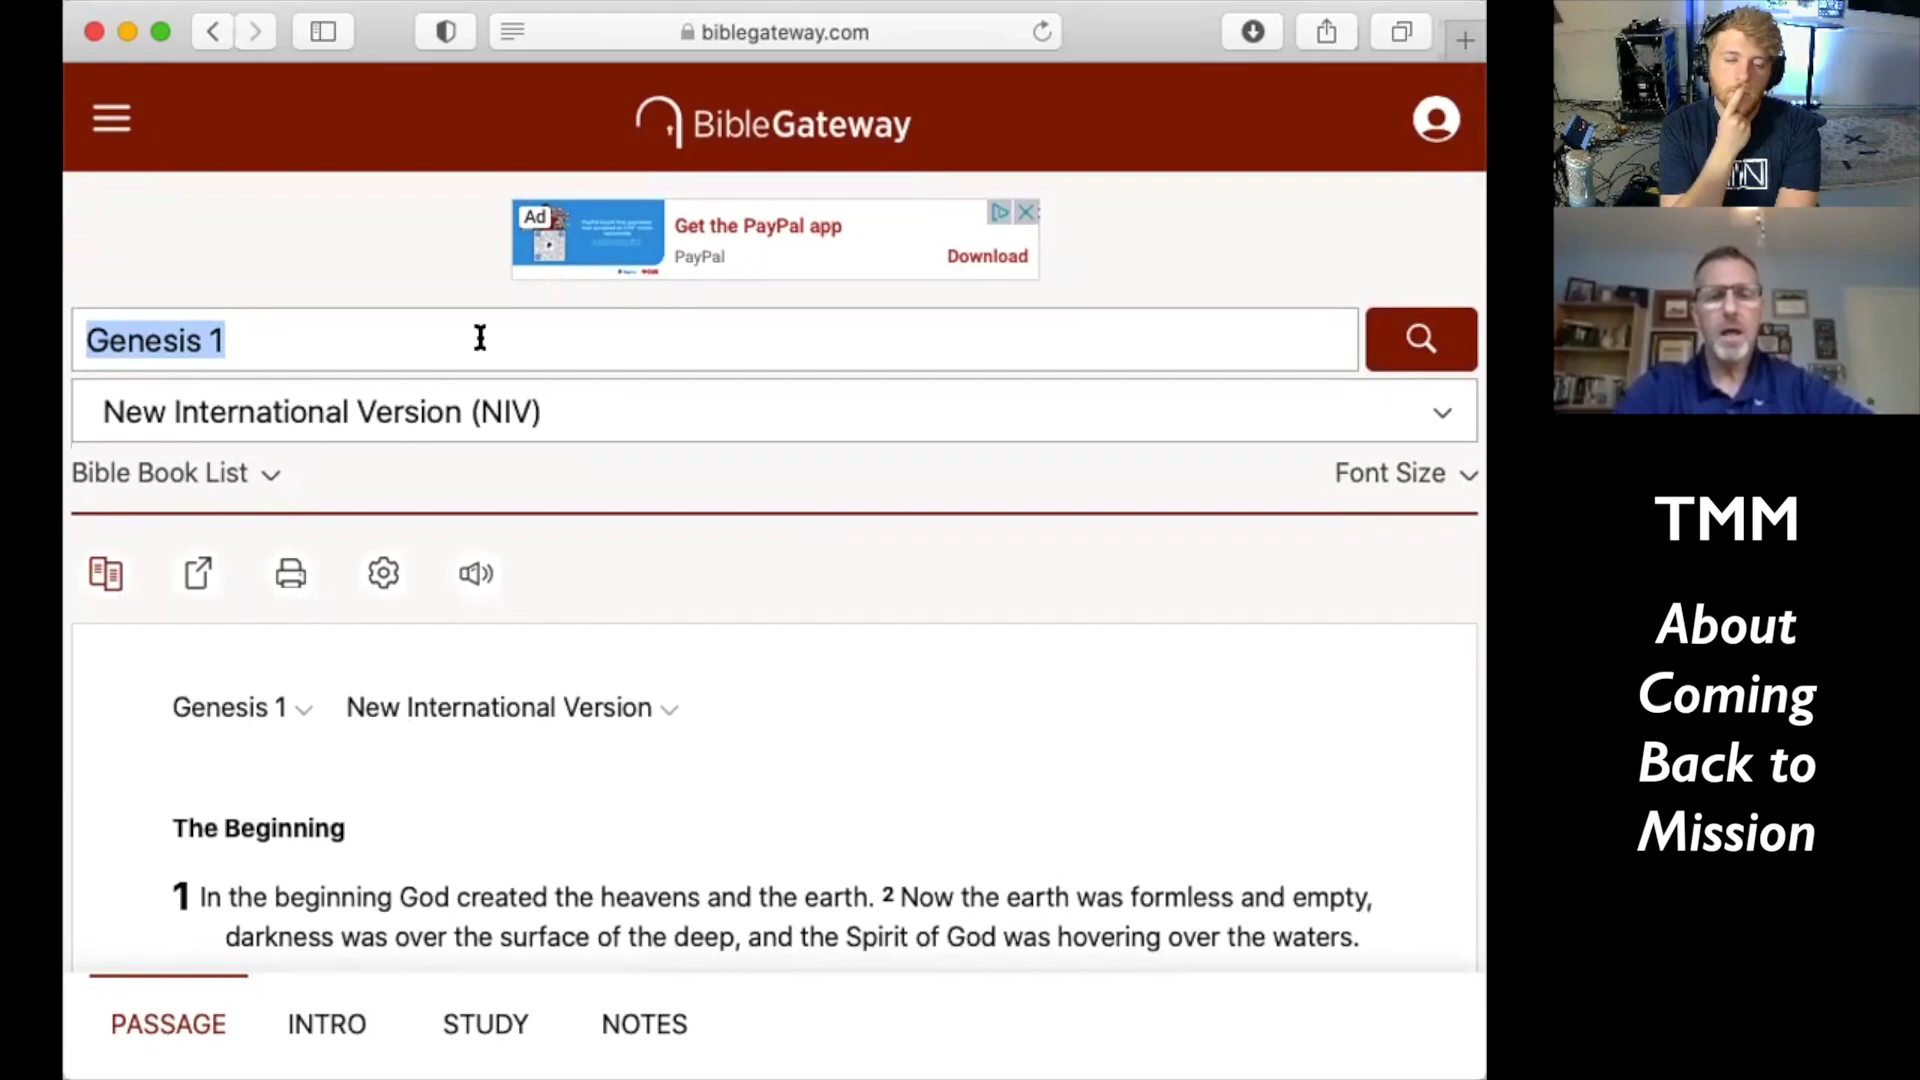 biblegateway.com
BibleGateway
Ad
Get the PayPal app
PayPal
Download
Genesis 1
New International Version (NIV)
Bible Book List
Font Size
Genesis 1
New International Version
The Beginning
1 In the beginning God created the heavens and the earth. 2 Now the earth was formless and empty,
darkness was over the surface of the deep, and the Spirit of God was hovering over the waters.
PASSAGE
INTRO
STUDY
NOTES
TMM
About
Coming
Back to
Mission